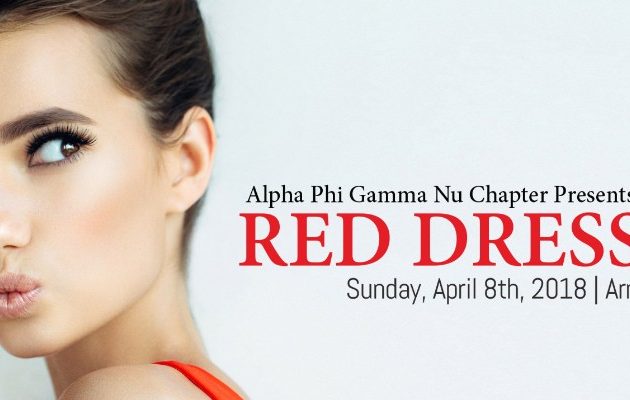 Alpha Phi Gamma Nu Chapter Presents
RED DRESS
Sunday, April 8th, 2018 |